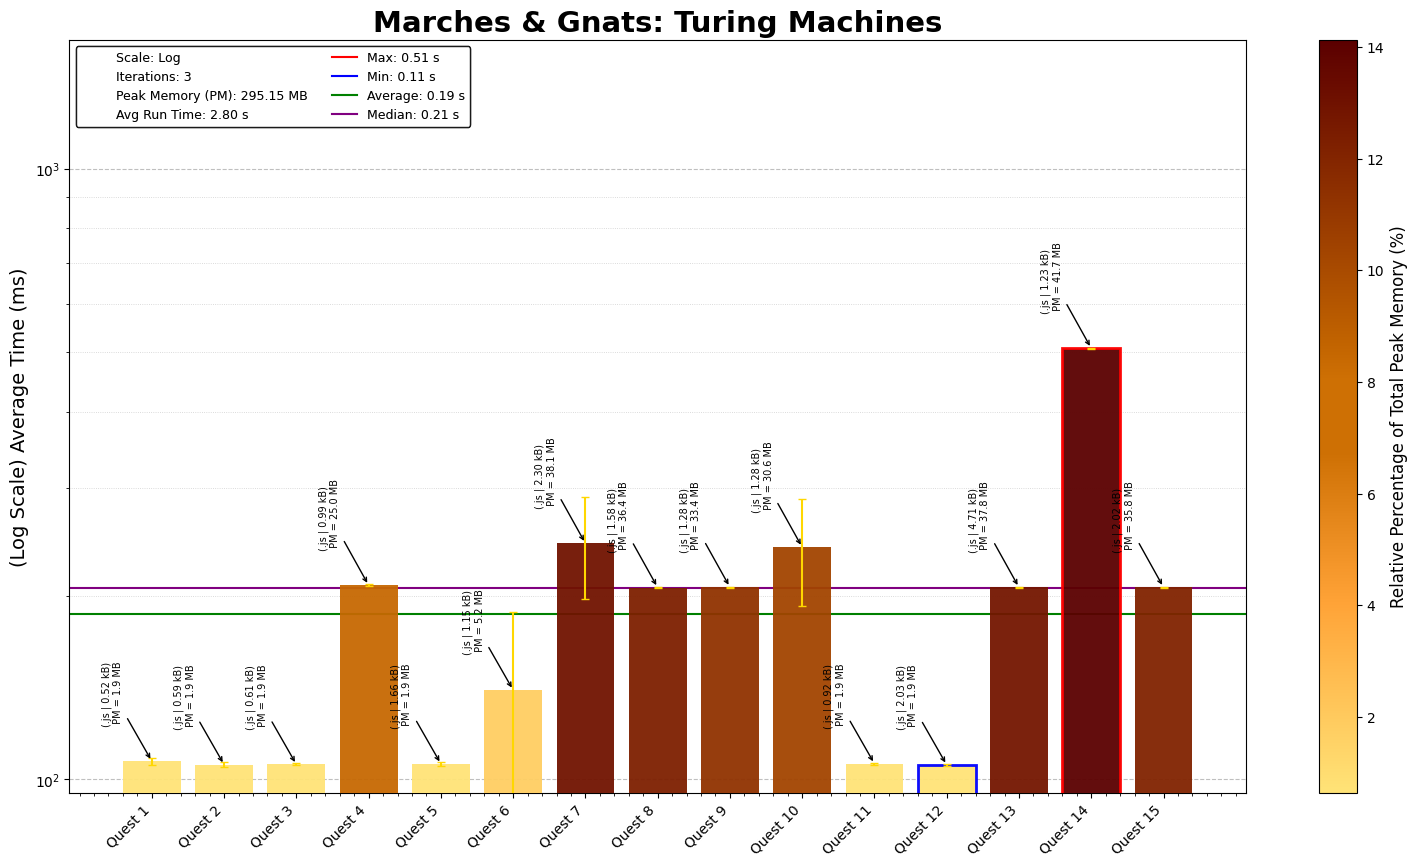 Marches & Gnats: Turing Machines
Scale: Log
Iterations: 3
Peak Memory (PM): 295.15 MB
Avg Run Time: 2.80 s
Max: 0.51 s
Min: 0.11 s
Average: 0.19 s
Median: 0.21 s
(Log Scale) Average Time (ms)
10³
10²
(.js | 0.52 kB)
PM = 1.9 MB
(.js | 0.59 kB)
PM = 1.9 MB
(.js | 0.61 kB)
PM = 1.9 MB
(.js | 0.99 kB)
PM = 25.0 MB
(.js | 1.66 kB)
PM = 1.9 MB
(.js | 1.15 kB)
PM = 5.2 MB
(.js | 2.30 kB)
PM = 38.1 MB
(.js | 1.58 kB)
PM = 36.4 MB
(.js | 1.28 kB)
PM = 33.4 MB
(.js | 1.28 kB)
PM = 30.6 MB
(.js | 0.92 kB)
PM = 1.9 MB
(.js | 2.03 kB)
PM = 1.9 MB
(.js | 4.71 kB)
PM = 37.8 MB
(.js | 1.23 kB)
PM = 41.7 MB
(.js | 2.02 kB)
PM = 35.8 MB
Quest 1
Quest 2
Quest 3
Quest 4
Quest 5
Quest 6
Quest 7
Quest 8
Quest 9
Quest 10
Quest 11
Quest 12
Quest 13
Quest 14
Quest 15
14
12
10
8
6
4
2
Relative Percentage of Total Peak Memory (%)